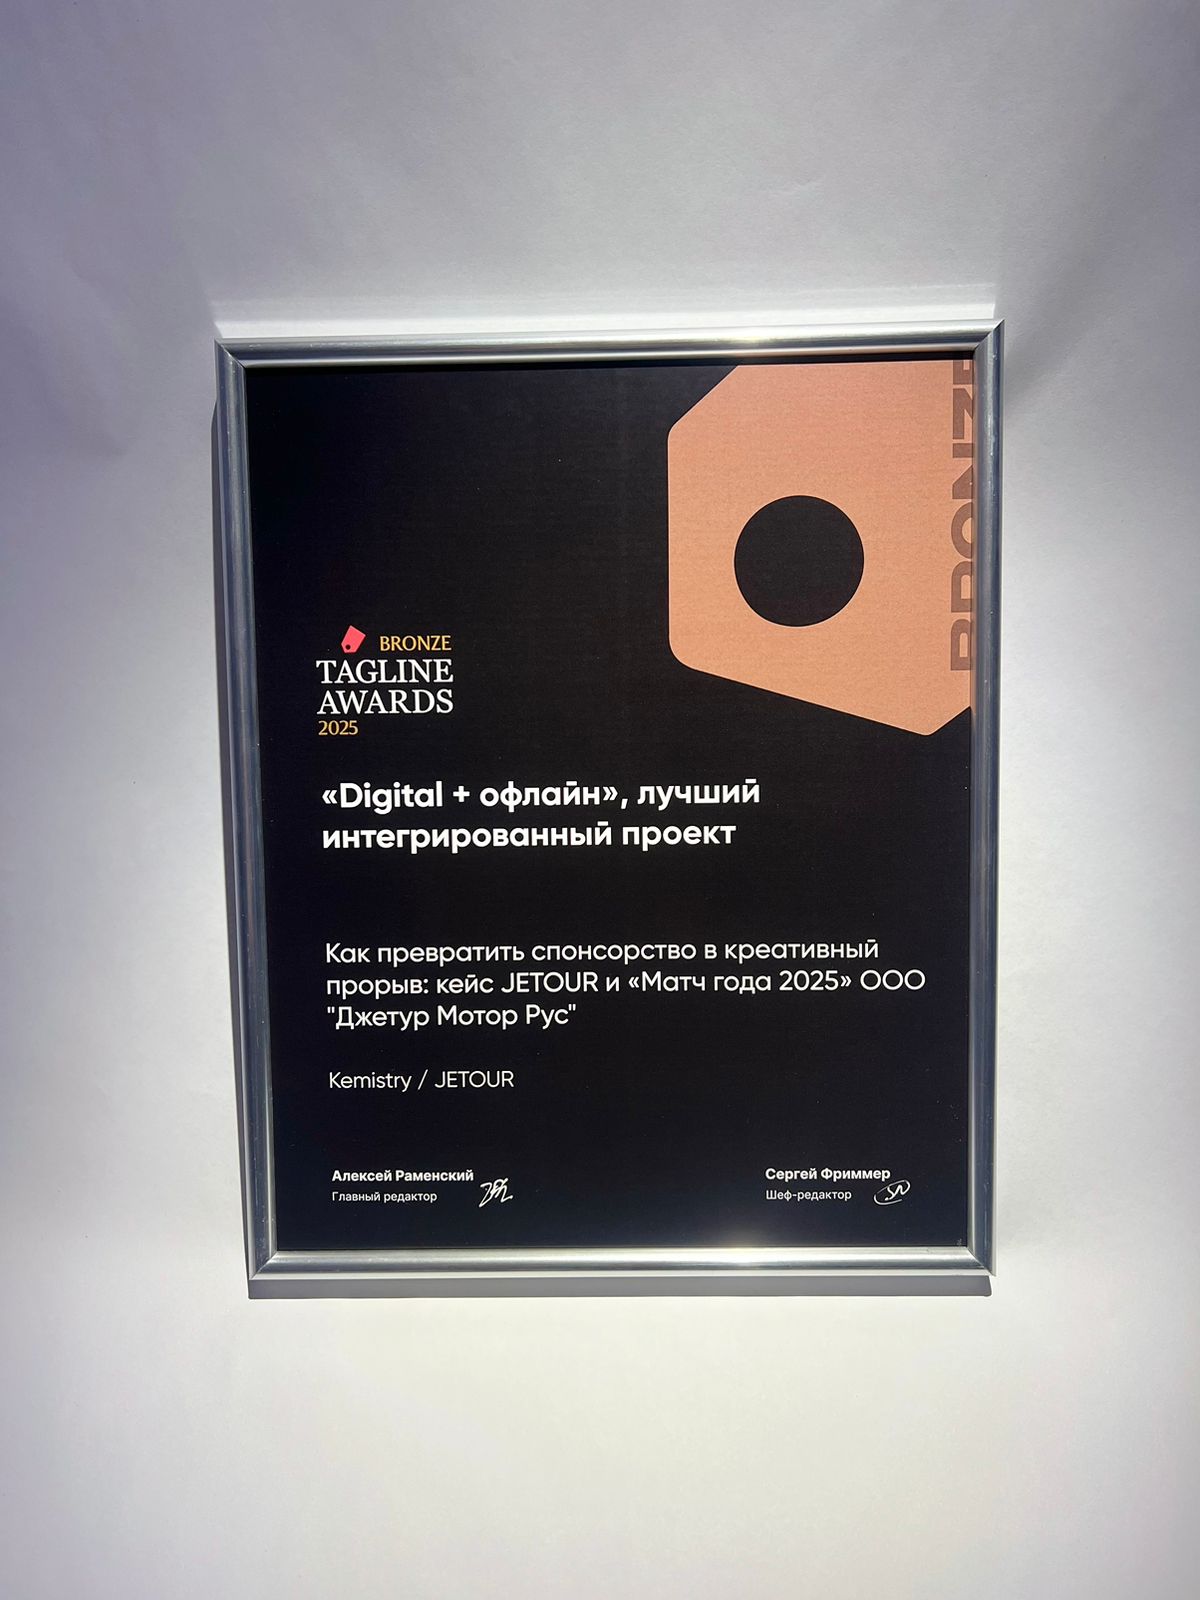 BRONZE
BRONZE
TAGLINE
AWARDS
2025
«Digital + офлайн», лучший
интегрированный проект
Как превратить спонсорство в креативный
прорыв: кейс JETOUR и «Матч года 2025» ООО
"Джетур Мотор Рус"
Kemistry / JETOUR
Алексей Раменский
Главный редактор
Сергей Фриммер
Шеф-редактор